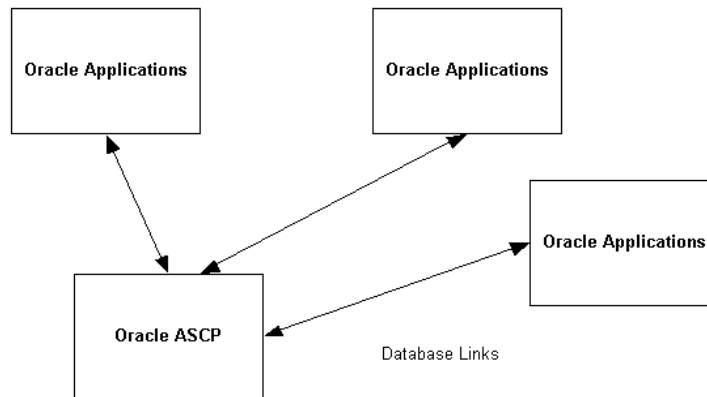 Oracle Applications
Oracle Applications
Oracle Applications
Oracle ASCP
Database Links